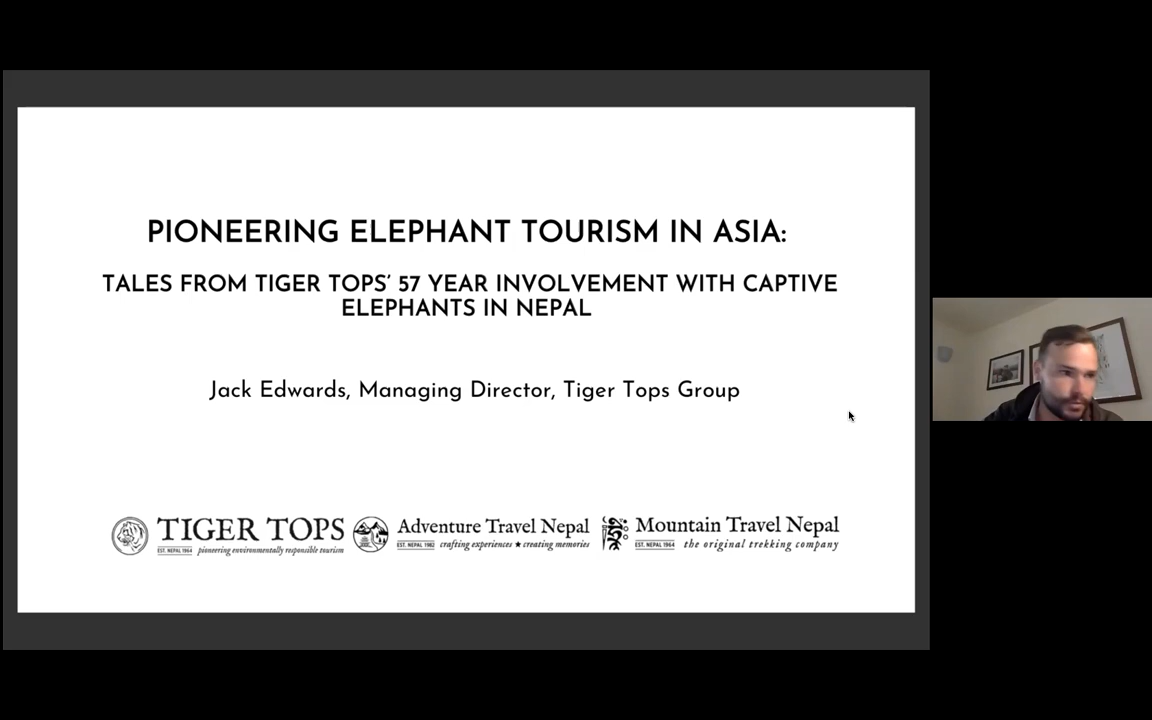 PIONEERING ELEPHANT TOURISM IN ASIA:
TALES FROM TIGER TOPS' 57 YEAR INVOLVEMENT WITH CAPTIVE
ELEPHANTS IN NEPAL
Jack Edwards, Managing Director, Tiger Tops Group
TIGER TOPS
EST. NEPAL 1964 pioneering environmentally responsible tourism
Adventure Travel Nepal
EST. NEPAL 1982 crafting experiences ★ creating memories
Mountain Travel Nepal
EST. NEPAL 1964 the original trekking company